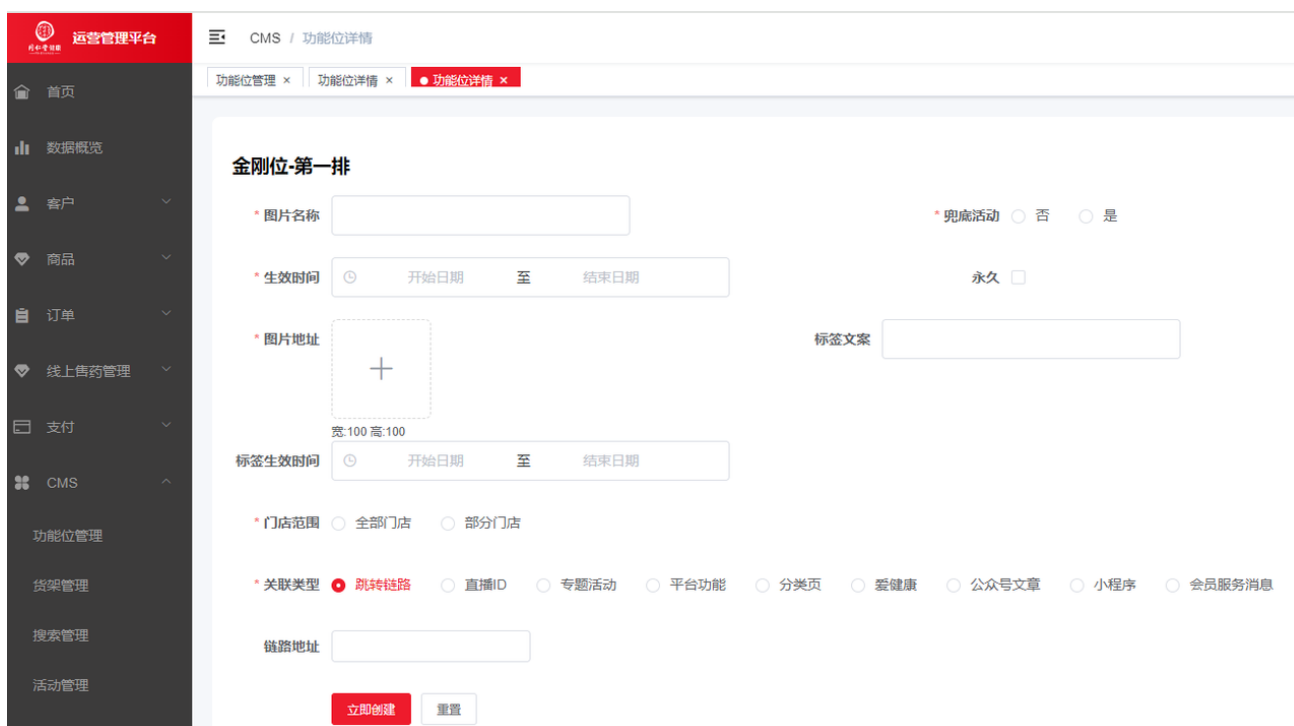 运营管理平台
CMS / 功能位详情
功能位管理 × 功能位详情 × 功能位详情 ×
首页
数据概览
客户
商品
订单
线上售药管理
支付
CMS
功能位管理
货架管理
搜索管理
活动管理
金刚位-第一排
* 图片名称
* 兜底活动 否 是
* 生效时间 开始日期 至 结束日期
永久
* 图片地址
标签文案
宽:100 高:100
标签生效时间 开始日期 至 结束日期
* 门店范围 全部门店 部分门店
* 关联类型 跳转链路 直播ID 专题活动 平台功能 分类页 爱健康 公众号文章 小程序 会员服务消息
链路地址
立即创建 重置